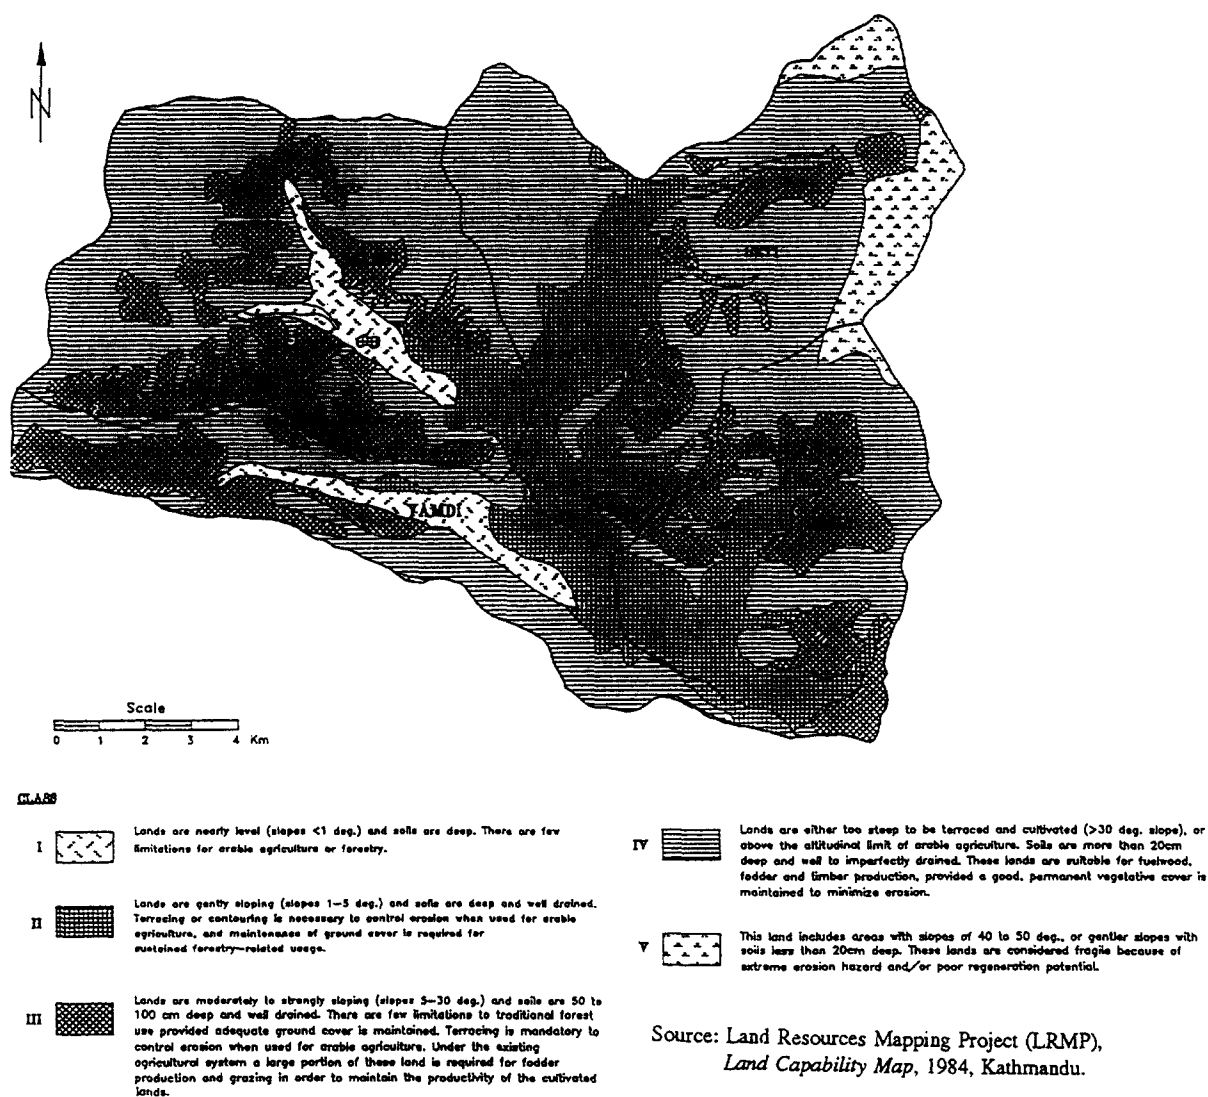 N
YAMDI
Scale
0 1 2 3 4 Km
CLASS
I
Lands are nearly level (slopes <1 deg.) and soils are deep. There are few
limitations for arable agriculture or forestry.
II
Lands are gently sloping (slopes 1-5 deg.) and soils are deep and well drained.
Terracing or contouring is necessary to control erosion when used for arable
agriculture, and maintenance of ground cover is required for
sustained forestry-related usage.
III
Lands are moderately to strongly sloping (slopes 5-30 deg.) and soils are 50 to
100 cm deep and well drained. There are few limitations to traditional forest
use provided adequate ground cover is maintained. Terracing is mandatory to
control erosion when used for arable agriculture. Under the existing
agricultural system a large portion of these land is required for fodder
production and grazing in order to maintain the productivity of the cultivated
lands.
IV
Lands are either too steep to be terraced and cultivated (>30 deg. slope), or
above the altitudinal limit of arable agriculture. Soils are more than 20cm
deep and well to imperfectly drained. These lands are suitable for fuelwood,
fodder and timber production, provided a good, permanent vegetative cover is
maintained to minimize erosion.
V
This land includes areas with slopes of 40 to 50 deg., or gentler slopes with
soils less than 20cm deep. These lands are considered fragile because of
extreme erosion hazard and/or poor regeneration potential.
Source: Land Resources Mapping Project (LRMP),
Land Capability Map, 1984, Kathmandu.